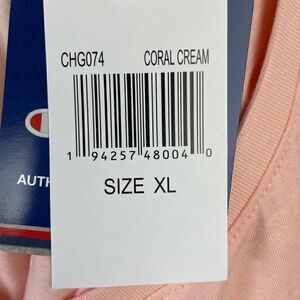 CHG074 CORAL CREAM
1 94257 48004 0
AUTH
SIZE XL